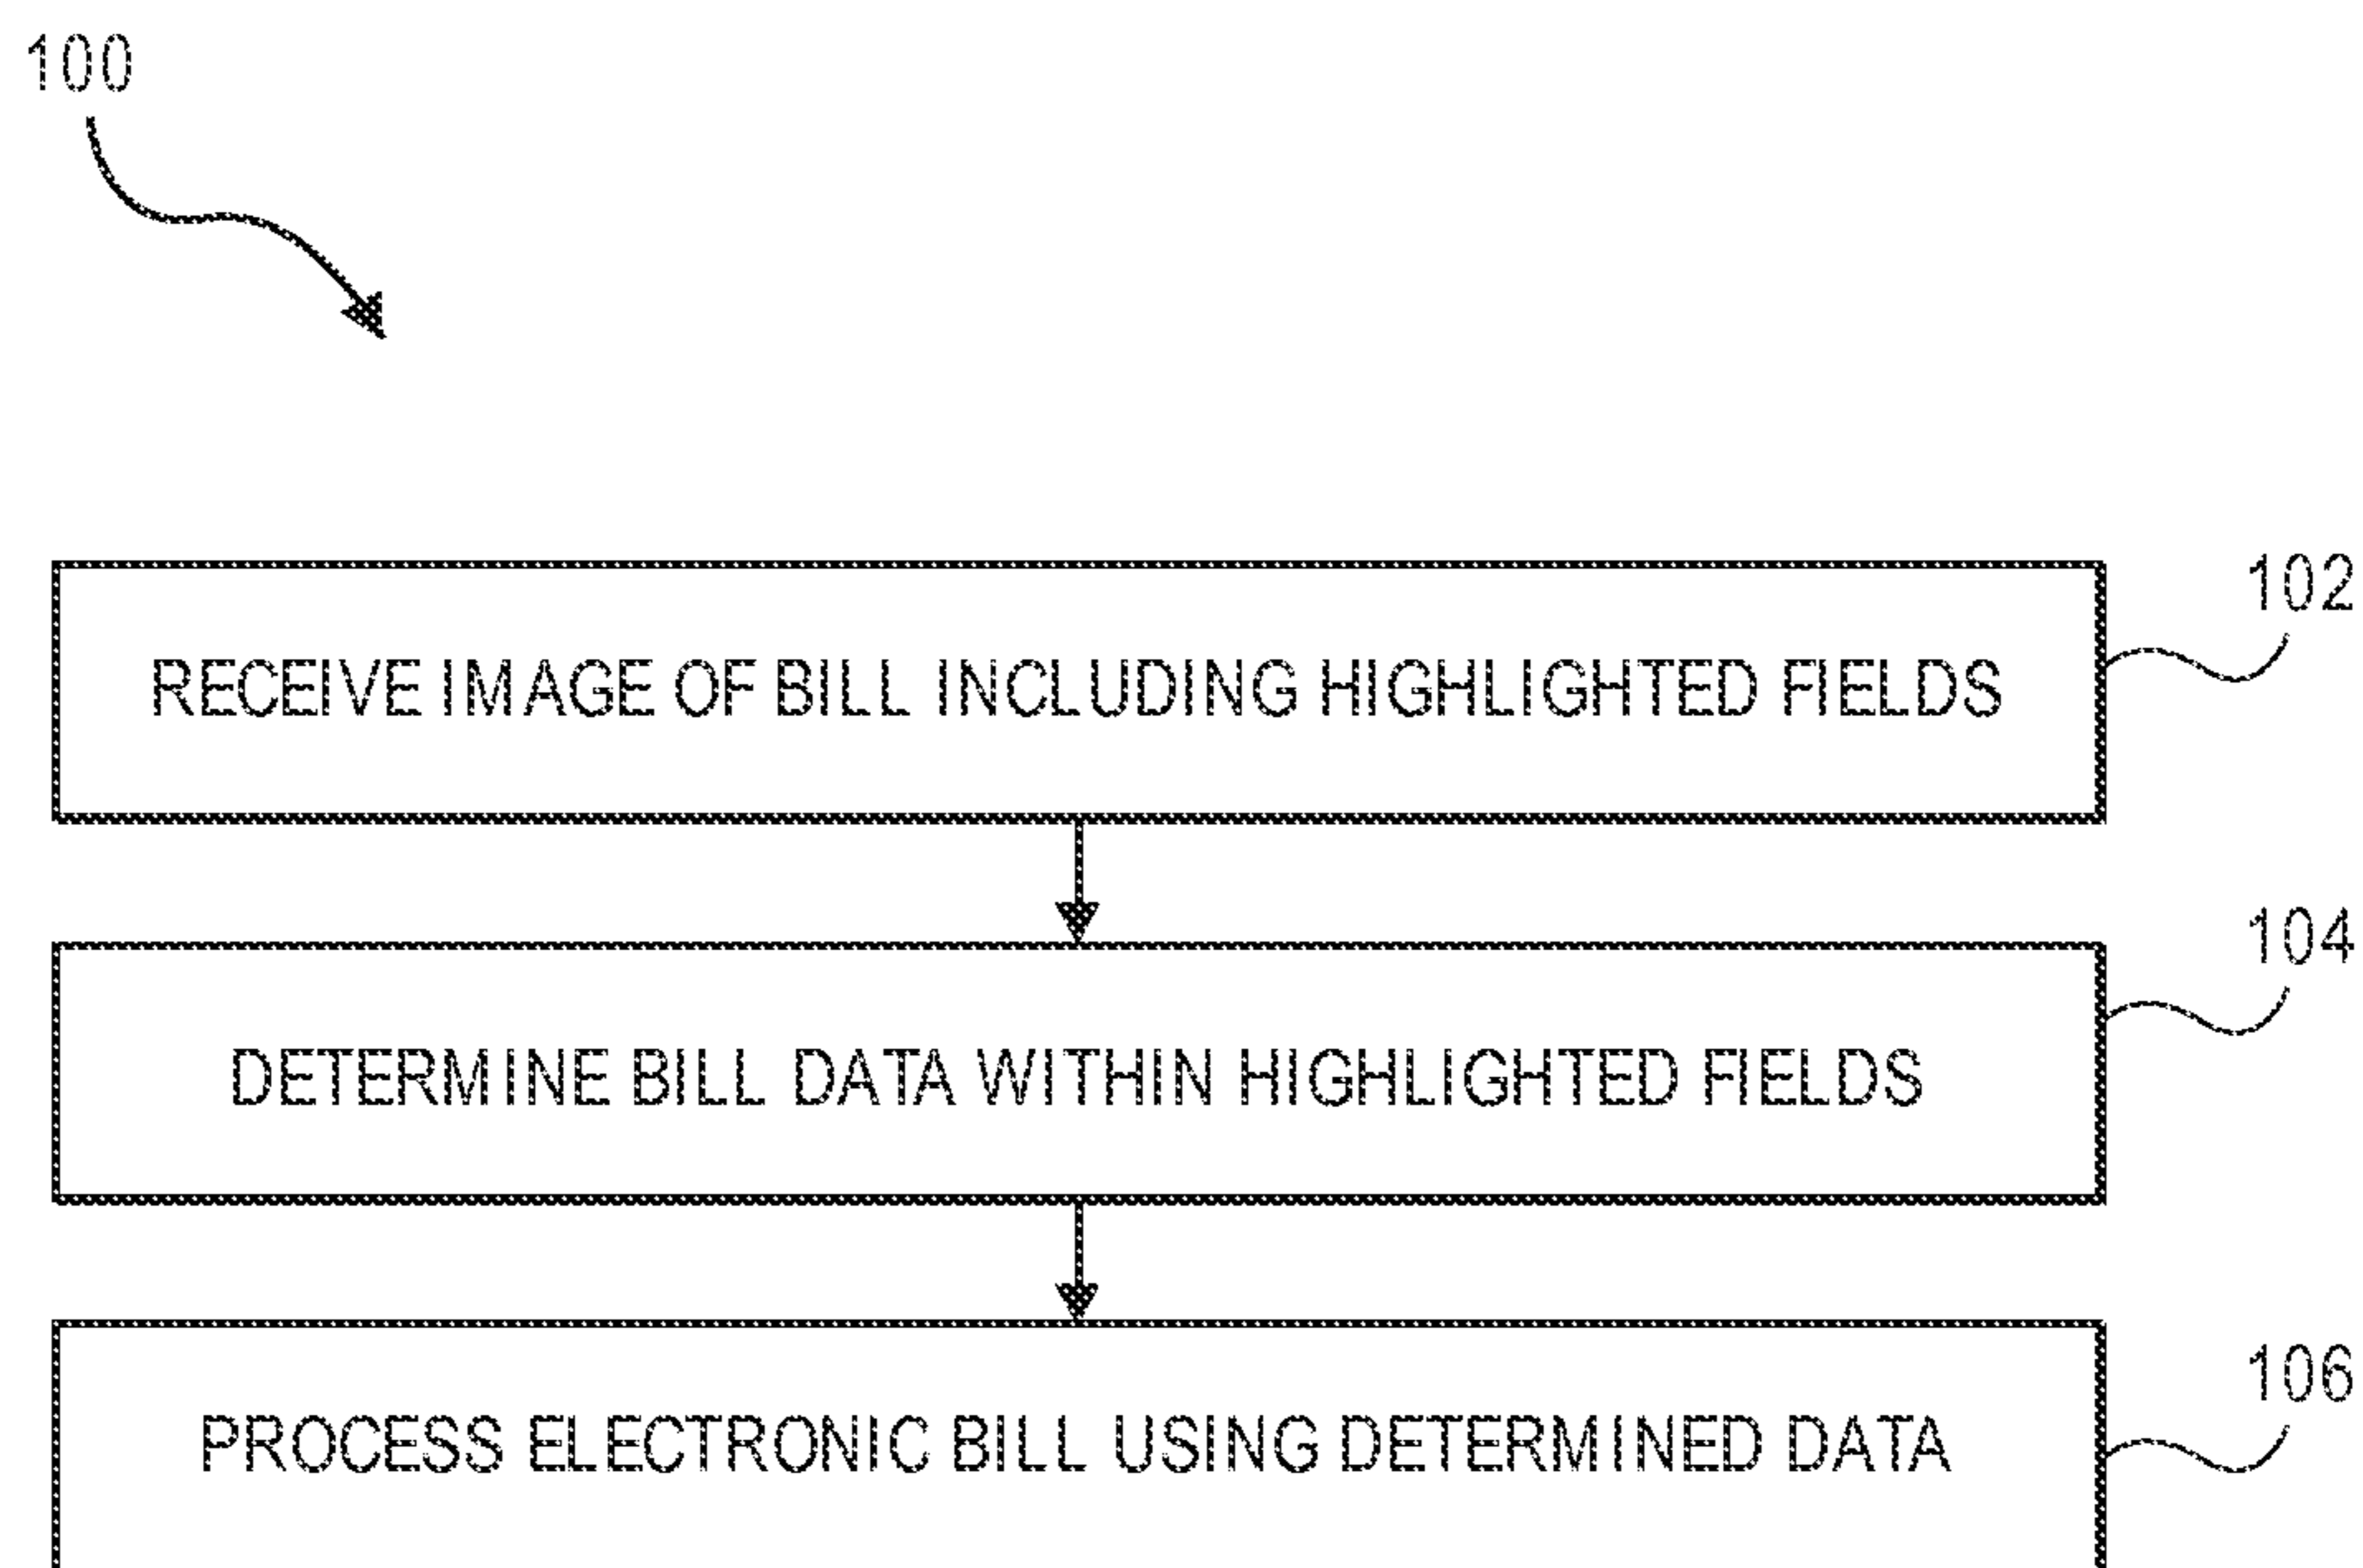 100
102
RECEIVE IMAGE OF BILL INCLUDING HIGHLIGHTED FIELDS
104
DETERMINE BILL DATA WITHIN HIGHLIGHTED FIELDS
106
PROCESS ELECTRONIC BILL USING DETERMINED DATA